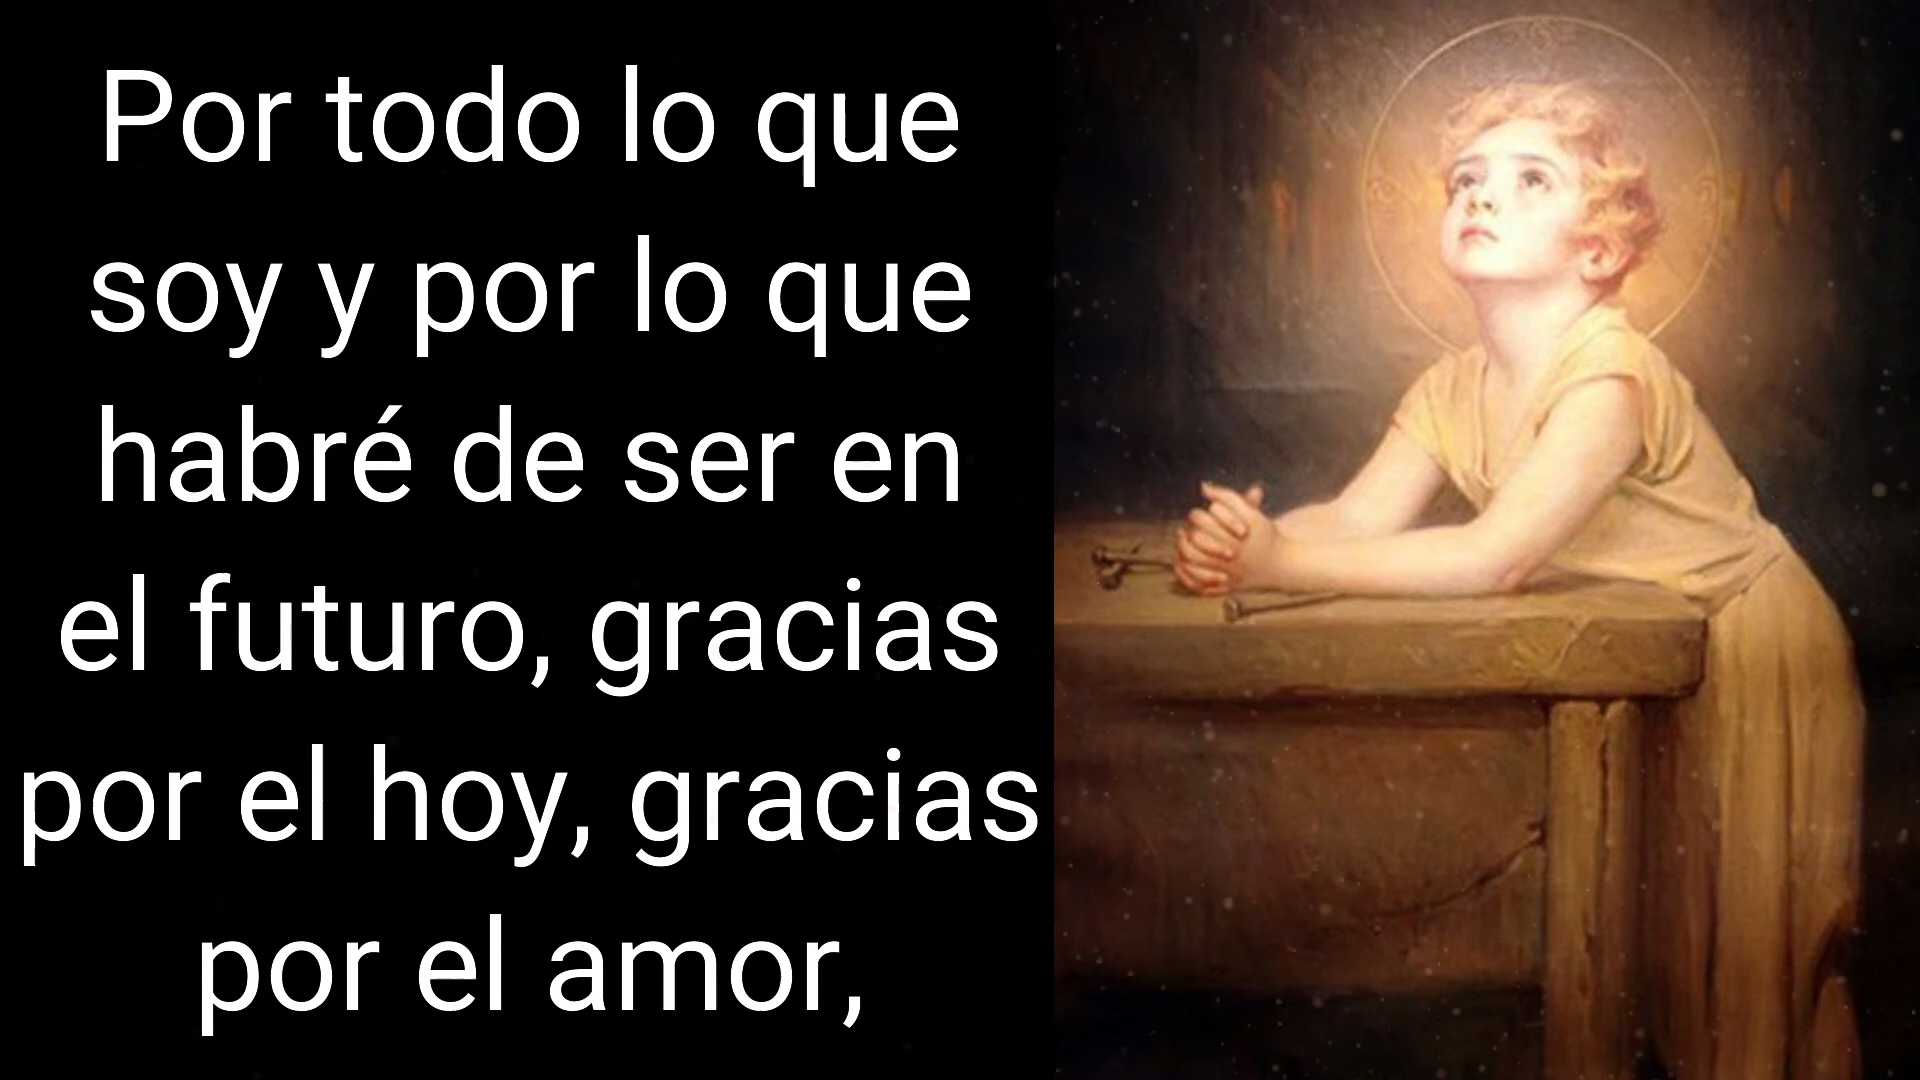 Por todo lo que
soy y por lo que
habré de ser en
el futuro, gracias
por el hoy, gracias
por el amor,